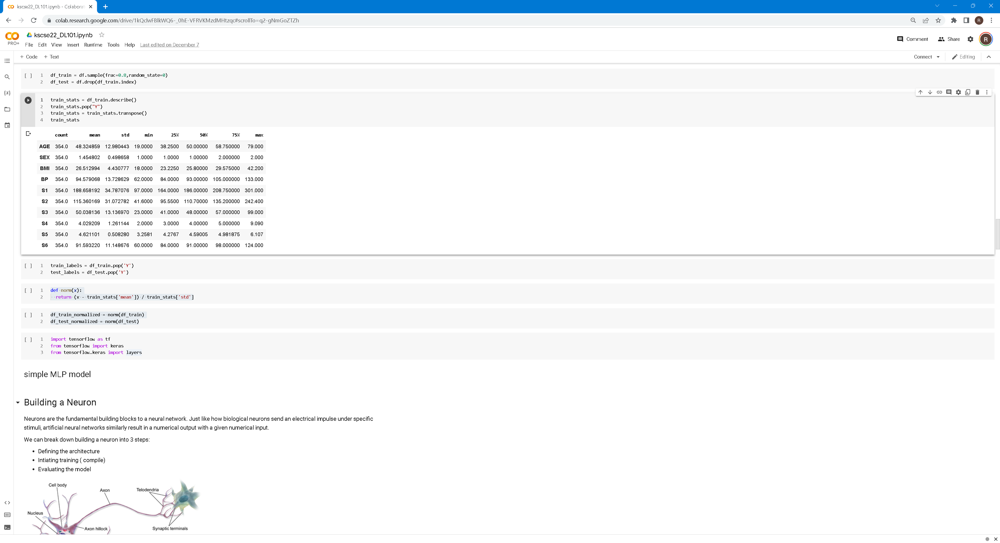 kscse22_DL101.ipynb - Colaborat
colab.research.google.com/drive/1kQclwFBlkWQ6-_0hE-VFRVKMzdMHtzqc#scrollTo=q2-gNmGoZTZh
R
PRO+
kscse22_DL101.ipynb
File Edit View Insert Runtime Tools Help Last edited on December 7
Comment Share R
+ Code + Text
Connect Editing
{x}
[ ] 1 df_train = df.sample(frac=0.8,random_state=0)
2 df_test = df.drop(df_train.index)
1 train_stats = df_train.describe()
2 train_stats.pop("Y")
3 train_stats = train_stats.transpose()
4 train_stats
count mean std min 25% 50% 75% max
AGE 354.0 48.324859 12.980443 19.0000 38.2500 50.00000 58.750000 79.000
SEX 354.0 1.454802 0.498658 1.0000 1.0000 1.00000 2.000000 2.000
BMI 354.0 26.512994 4.430777 18.0000 23.2250 25.80000 29.575000 42.200
BP 354.0 94.579068 13.728629 62.0000 84.0000 93.00000 105.000000 133.000
S1 354.0 188.658192 34.787076 97.0000 164.0000 186.00000 208.750000 301.000
S2 354.0 115.360169 31.072782 41.6000 95.5500 110.70000 135.200000 242.400
S3 354.0 50.038136 13.136970 23.0000 41.0000 48.00000 57.000000 99.000
S4 354.0 4.029209 1.261144 2.0000 3.0000 4.00000 5.000000 9.090
S5 354.0 4.621101 0.508280 3.2581 4.2767 4.59005 4.981875 6.107
S6 354.0 91.593220 11.148676 60.0000 84.0000 91.00000 98.000000 124.000
[ ] 1 train_labels = df_train.pop('Y')
2 test_labels = df_test.pop('Y')
[ ] 1 def norm(x):
2 return (x - train_stats['mean']) / train_stats['std']
[ ] 1 df_train_normalized = norm(df_train)
2 df_test_normalized = norm(df_test)
[ ] 1 import tensorflow as tf
2 from tensorflow import keras
3 from tensorflow.keras import layers
simple MLP model
Building a Neuron
Neurons are the fundamental building blocks to a neural network. Just like how biological neurons send an electrical impulse under specific
stimuli, artificial neural networks similarly result in a numerical output with a given numerical input.
We can break down building a neuron into 3 steps:
• Defining the architecture
• Intiating training ( compile)
• Evaluating the model
Cell body
Axon
Telodendria
Nucleus
Axon hillock
Synaptic terminals